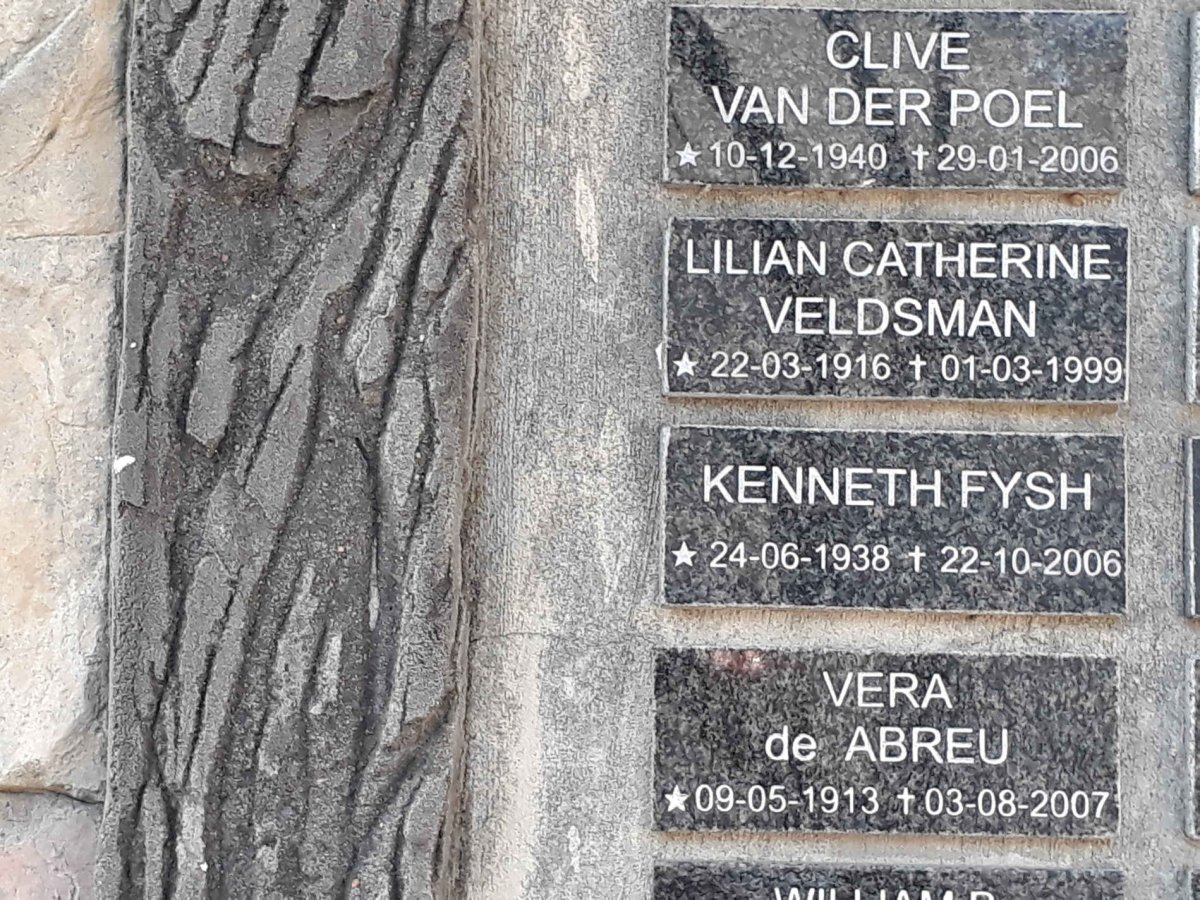 CLIVE
VAN DER POEL
★ 10-12-1940 ✝ 29-01-2006
LILIAN CATHERINE
VELDSMAN
★ 22-03-1916 ✝ 01-03-1999
KENNETH FYSH
★ 24-06-1938 ✝ 22-10-2006
VERA
de ABREU
★ 09-05-1913 ✝ 03-08-2007
WILLIAM